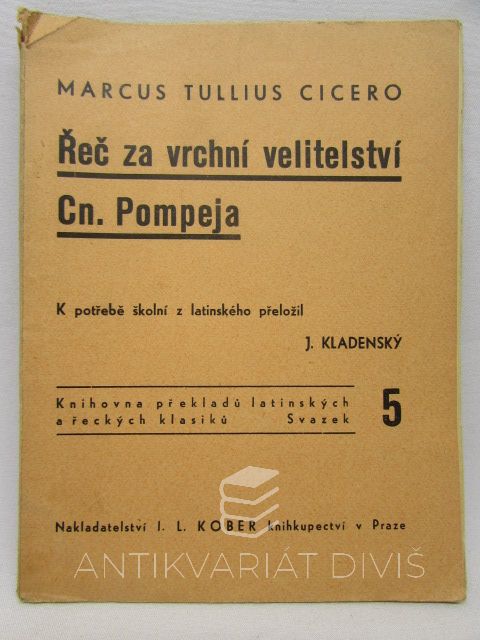 MARCUS TULLIUS CICERO
Řeč za vrchní velitelství
Cn. Pompeja
K potřebě školní z latinského přeložil
J. KLADENSKÝ
Knihovna překladů latinských
a řeckých klasiků Svazek 5
Nakladatelství I. L. KOBER knihkupectví v Praze
ANTIKVARIÁT DIVIŠ